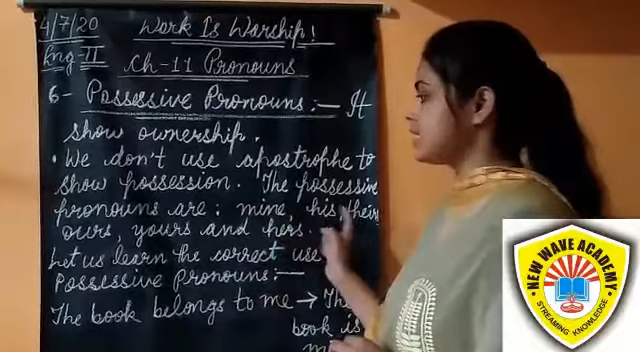 4/7/20 Work Is Worship!
Eng II Ch-11 Pronouns
6- Possessive Pronouns :— It
show ownership.
• We don't use apostrophe to
show possession. The possessive
pronouns are : mine, his, theirs
ours, yours and hers.
Let us learn the correct use
Possessive pronouns:—
The book belongs to me → The
book is
NEW WAVE ACADEMY
STREAMING KNOWLEDGE